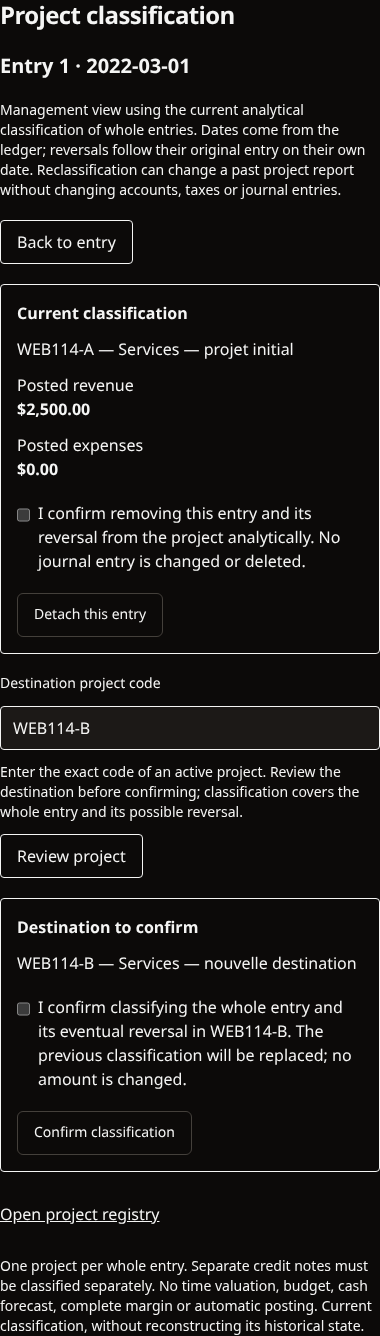 Project classification
Entry 1 · 2022-03-01
Management view using the current analytical
classification of whole entries. Dates come from the
ledger; reversals follow their original entry on their own
date. Reclassification can change a past project report
without changing accounts, taxes or journal entries.
Back to entry
Current classification
WEB114-A — Services — projet initial
Posted revenue
$2,500.00
Posted expenses
$0.00
I confirm removing this entry and its
reversal from the project analytically. No
journal entry is changed or deleted.
Detach this entry
Destination project code
WEB114-B
Enter the exact code of an active project. Review the
destination before confirming; classification covers the
whole entry and its possible reversal.
Review project
Destination to confirm
WEB114-B — Services — nouvelle destination
I confirm classifying the whole entry and
its eventual reversal in WEB114-B. The
previous classification will be replaced; no
amount is changed.
Confirm classification
Open project registry
One project per whole entry. Separate credit notes must
be classified separately. No time valuation, budget, cash
forecast, complete margin or automatic posting. Current
classification, without reconstructing its historical state.